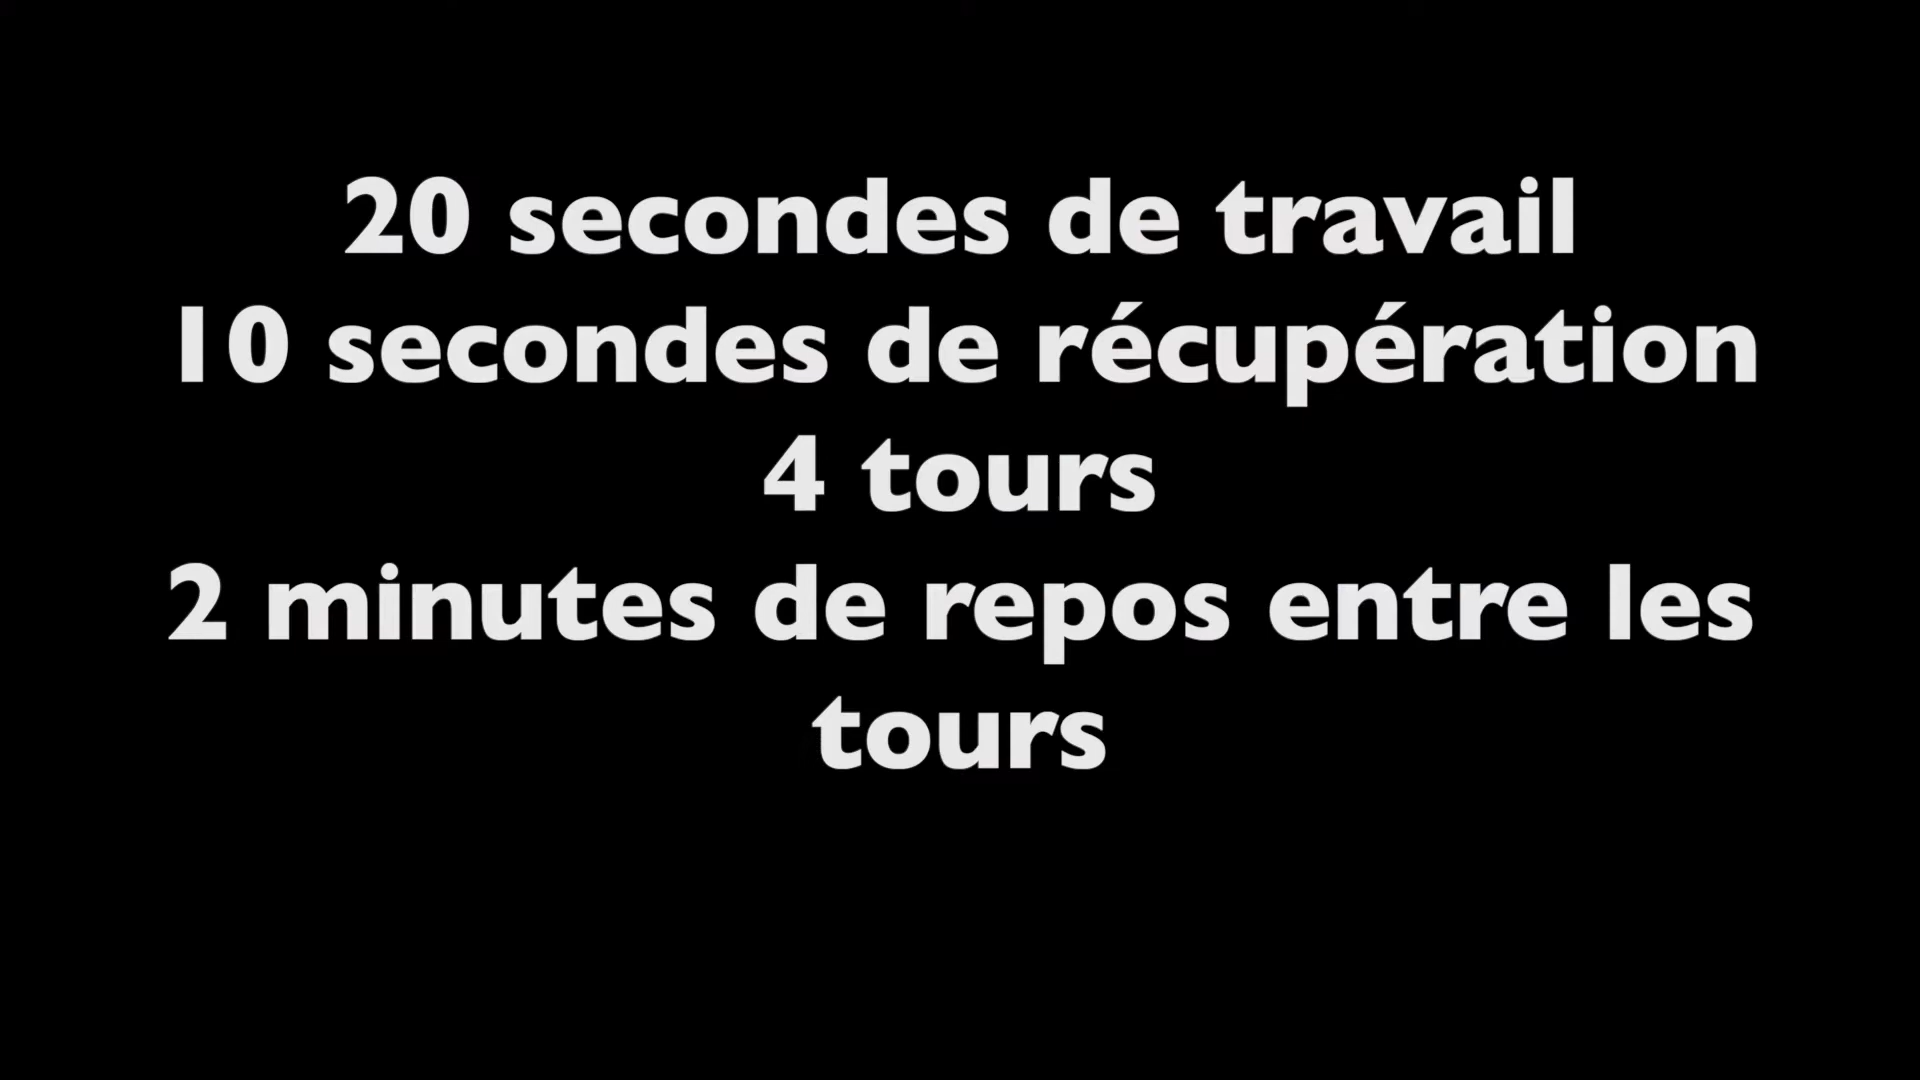 20 secondes de travail
10 secondes de récupération
4 tours
2 minutes de repos entre les
tours